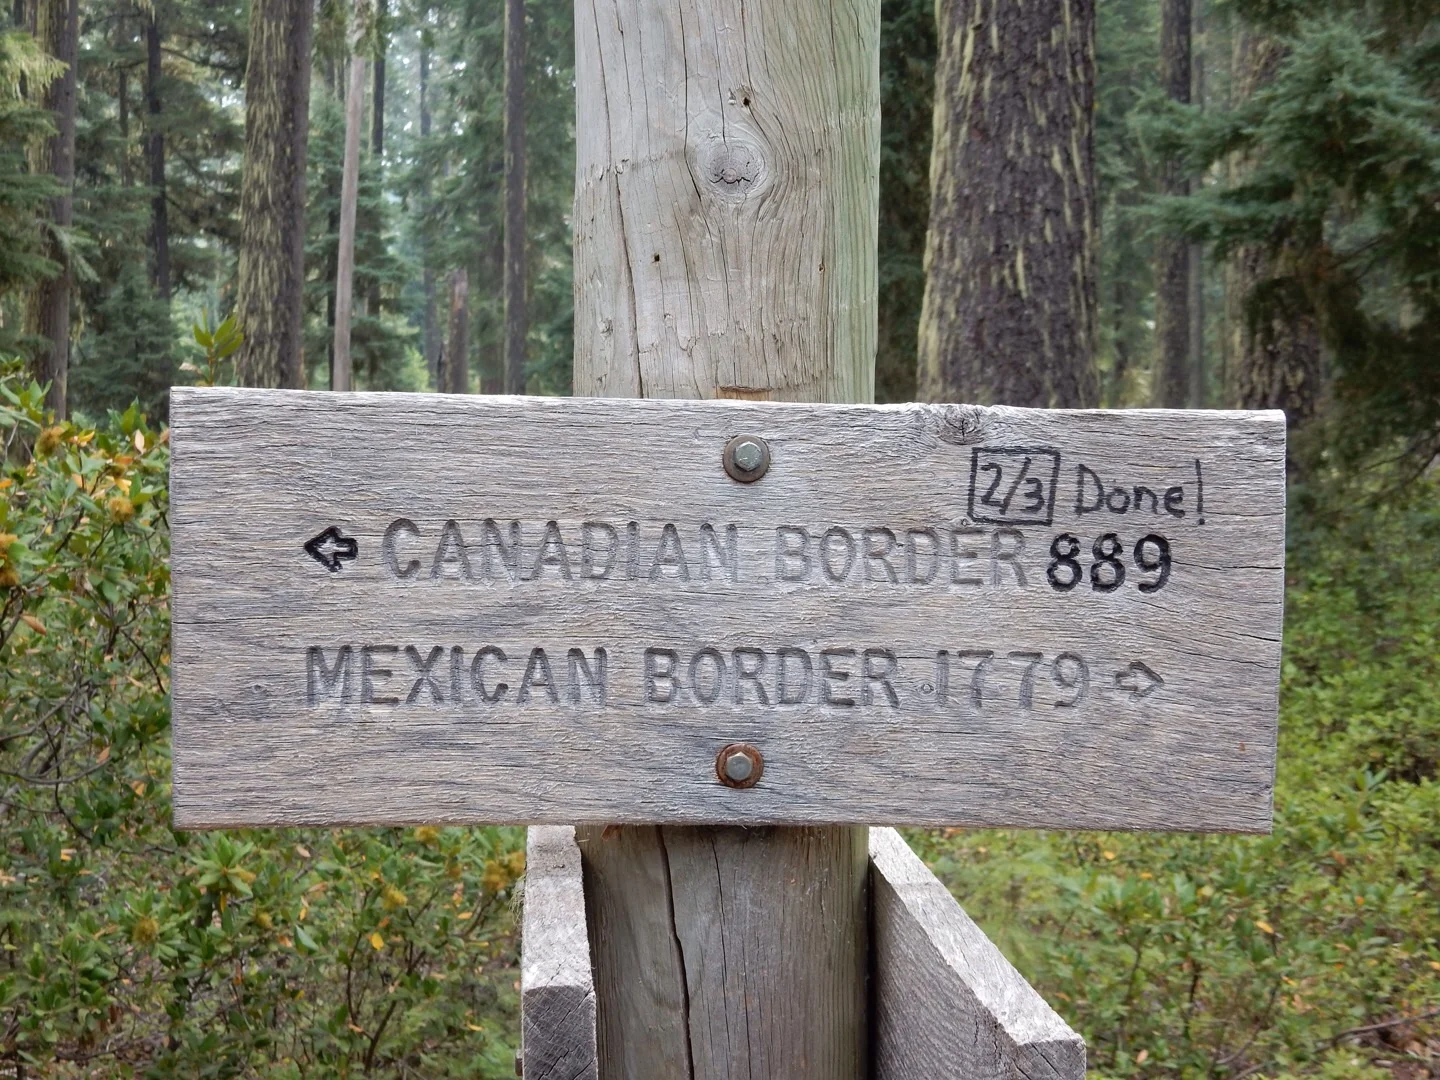 2/3 Done!
CANADIAN BORDER 889
MEXICAN BORDER 1779